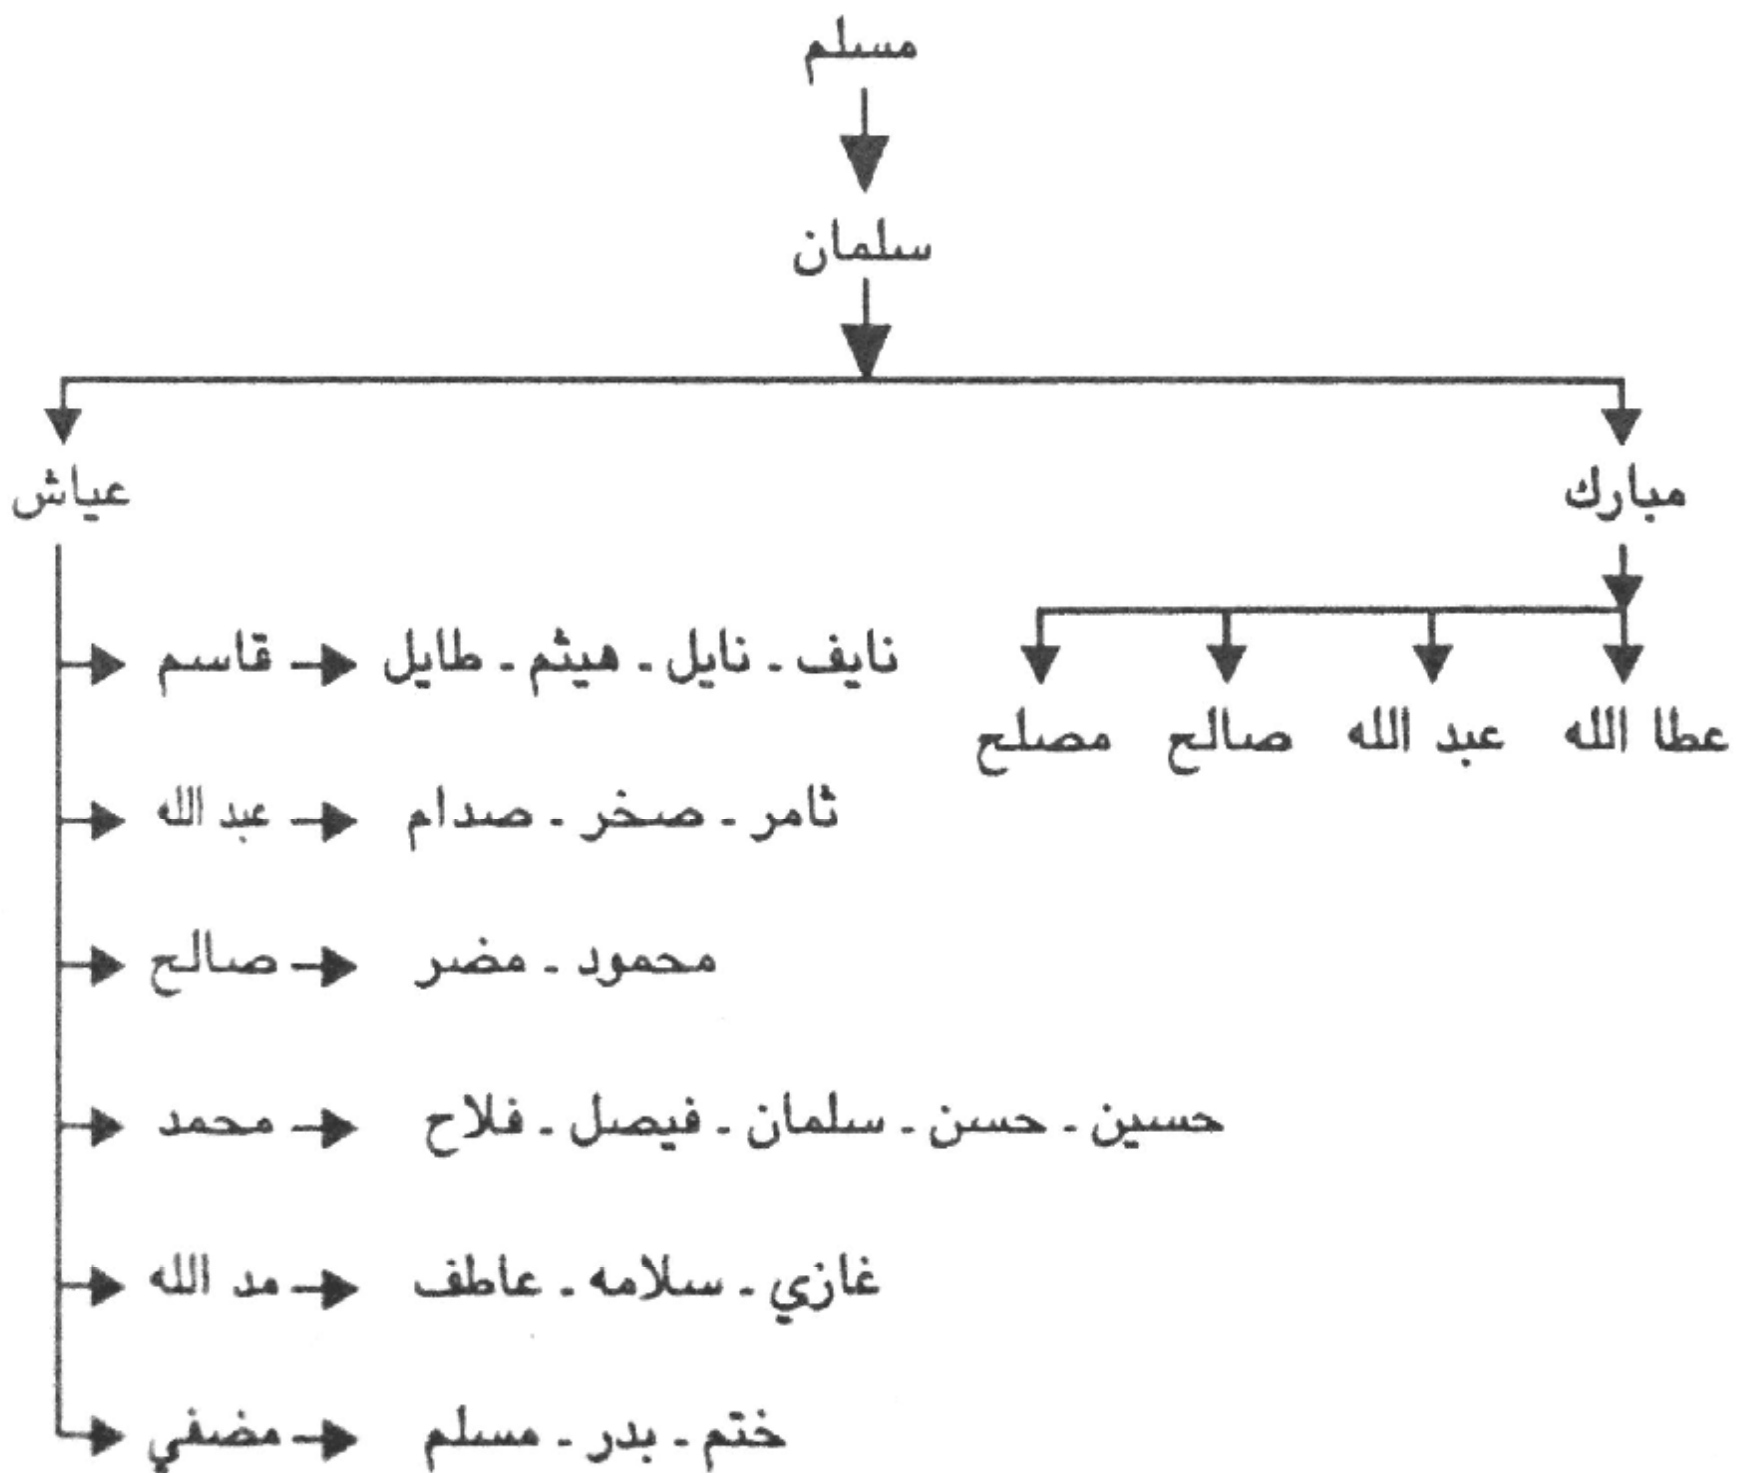 مسلم
سلمان
مبارك
عياش
عطا الله
عبد الله
صالح
مصلح
قاسم
نايف - نايل - هيثم - طايل
عبد الله
ثامر - صخر - صدام
صالح
محمود - مضر
محمد
حسين - حسن - سلمان - فيصل - فلاح
مد الله
غازي - سلامه - عاطف
مضفي
ختم - بدر - مسلم